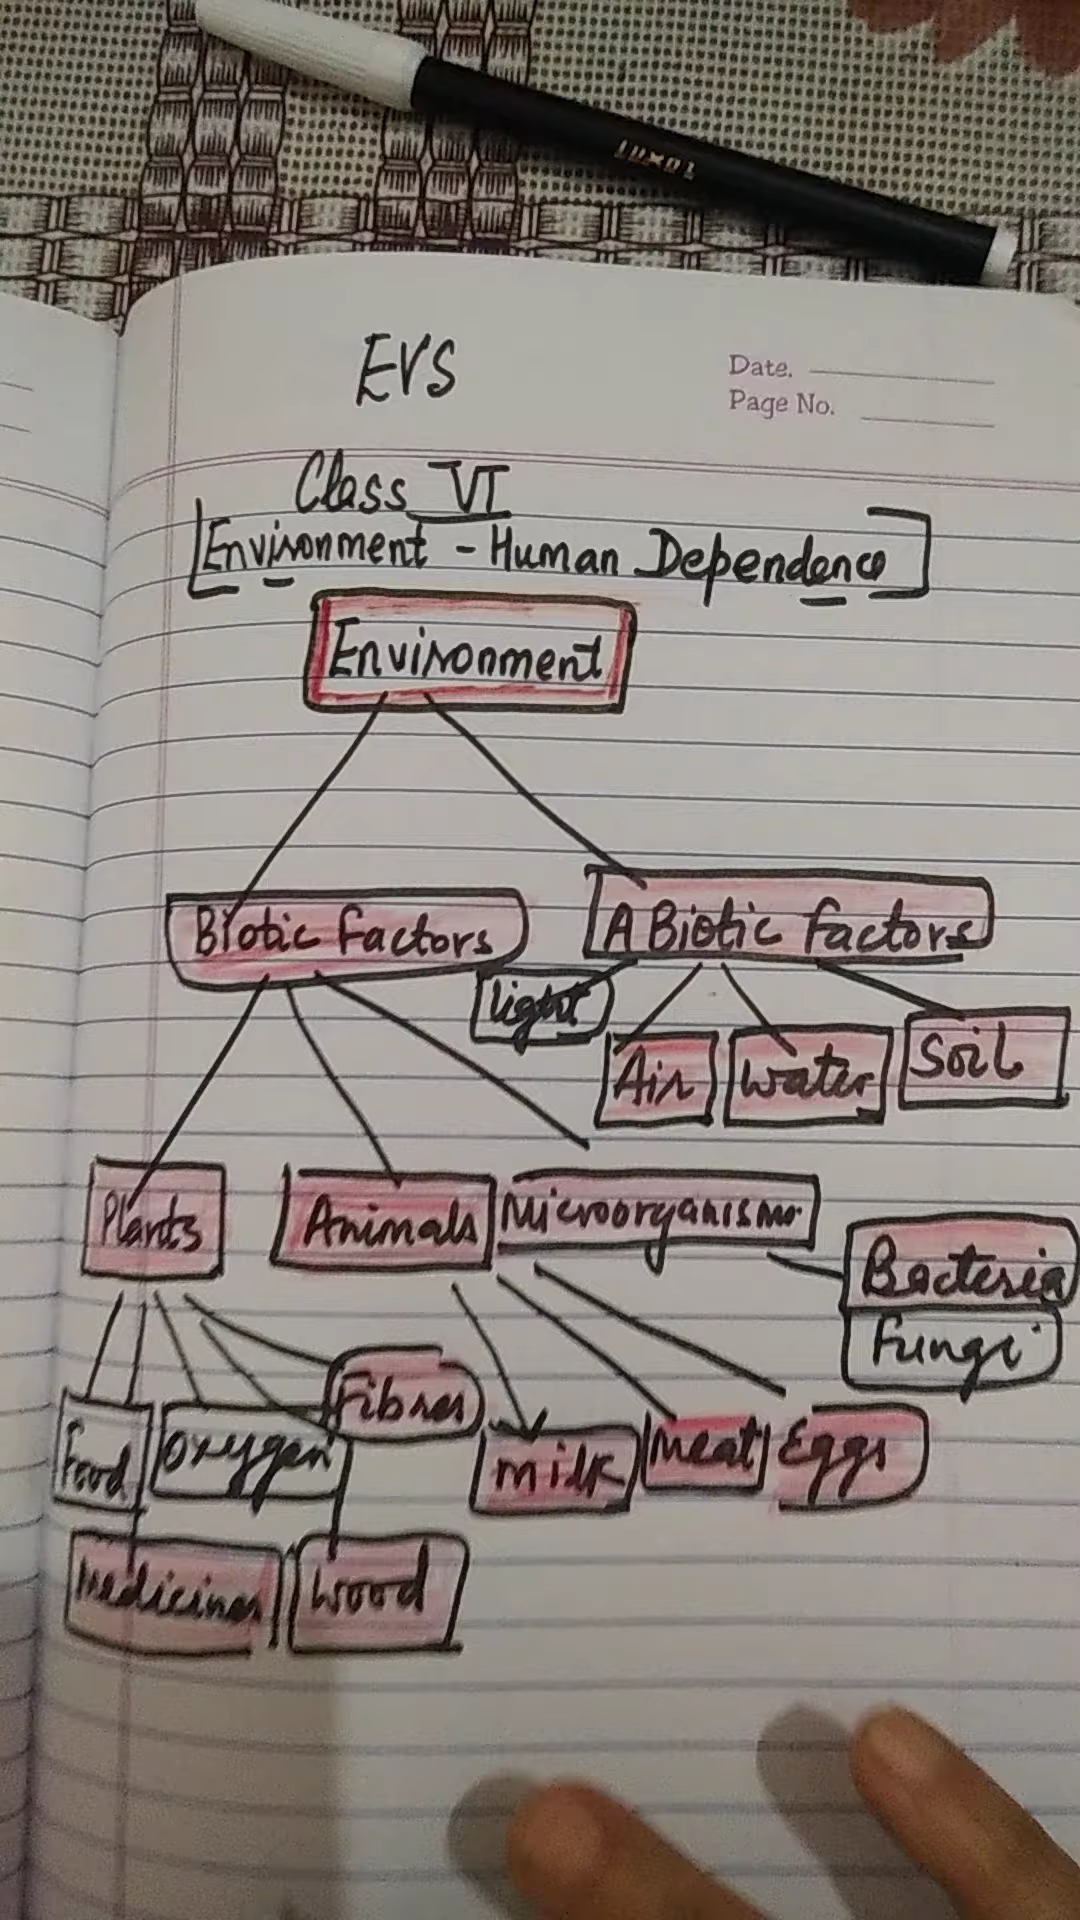 luxor
EVS
Date.
Page No.
Class VI
Environment - Human Dependence
Environment
Biotic factors
A Biotic factors
light
Air
Water
Soil
Plants
Animals
Microorganisms
Bacteria
Fungi
Fibres
Food
Oxygen
Milk
Meat
Eggs
Medicines
Wood